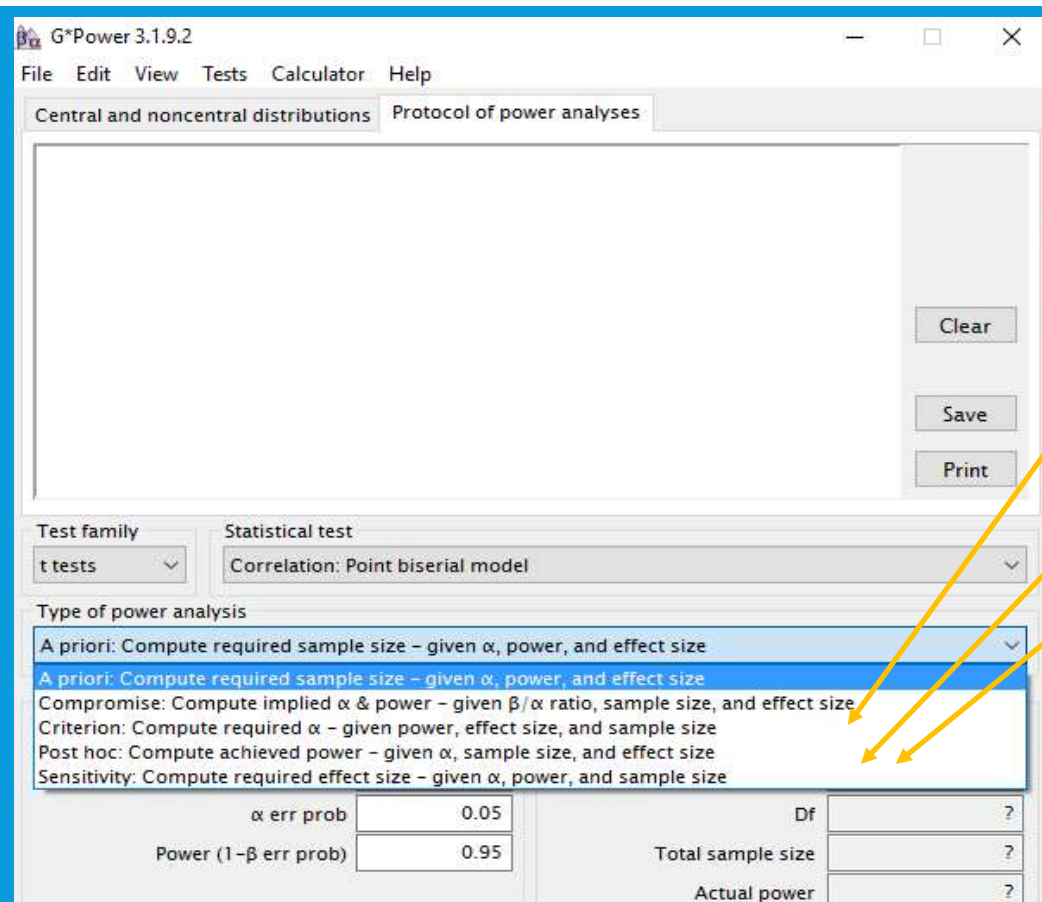 G*Power 3.1.9.2
File Edit View Tests Calculator Help
Central and noncentral distributions Protocol of power analyses
Clear
Save
Print
Test family Statistical test
t tests Correlation: Point biserial model
Type of power analysis
A priori: Compute required sample size – given α, power, and effect size
A priori: Compute required sample size – given α, power, and effect size
Compromise: Compute implied α & power – given β/α ratio, sample size, and effect size
Criterion: Compute required α – given power, effect size, and sample size
Post hoc: Compute achieved power – given α, sample size, and effect size
Sensitivity: Compute required effect size – given α, power, and sample size
α err prob 0.05 Df ?
Power (1-β err prob) 0.95 Total sample size ?
Actual power ?